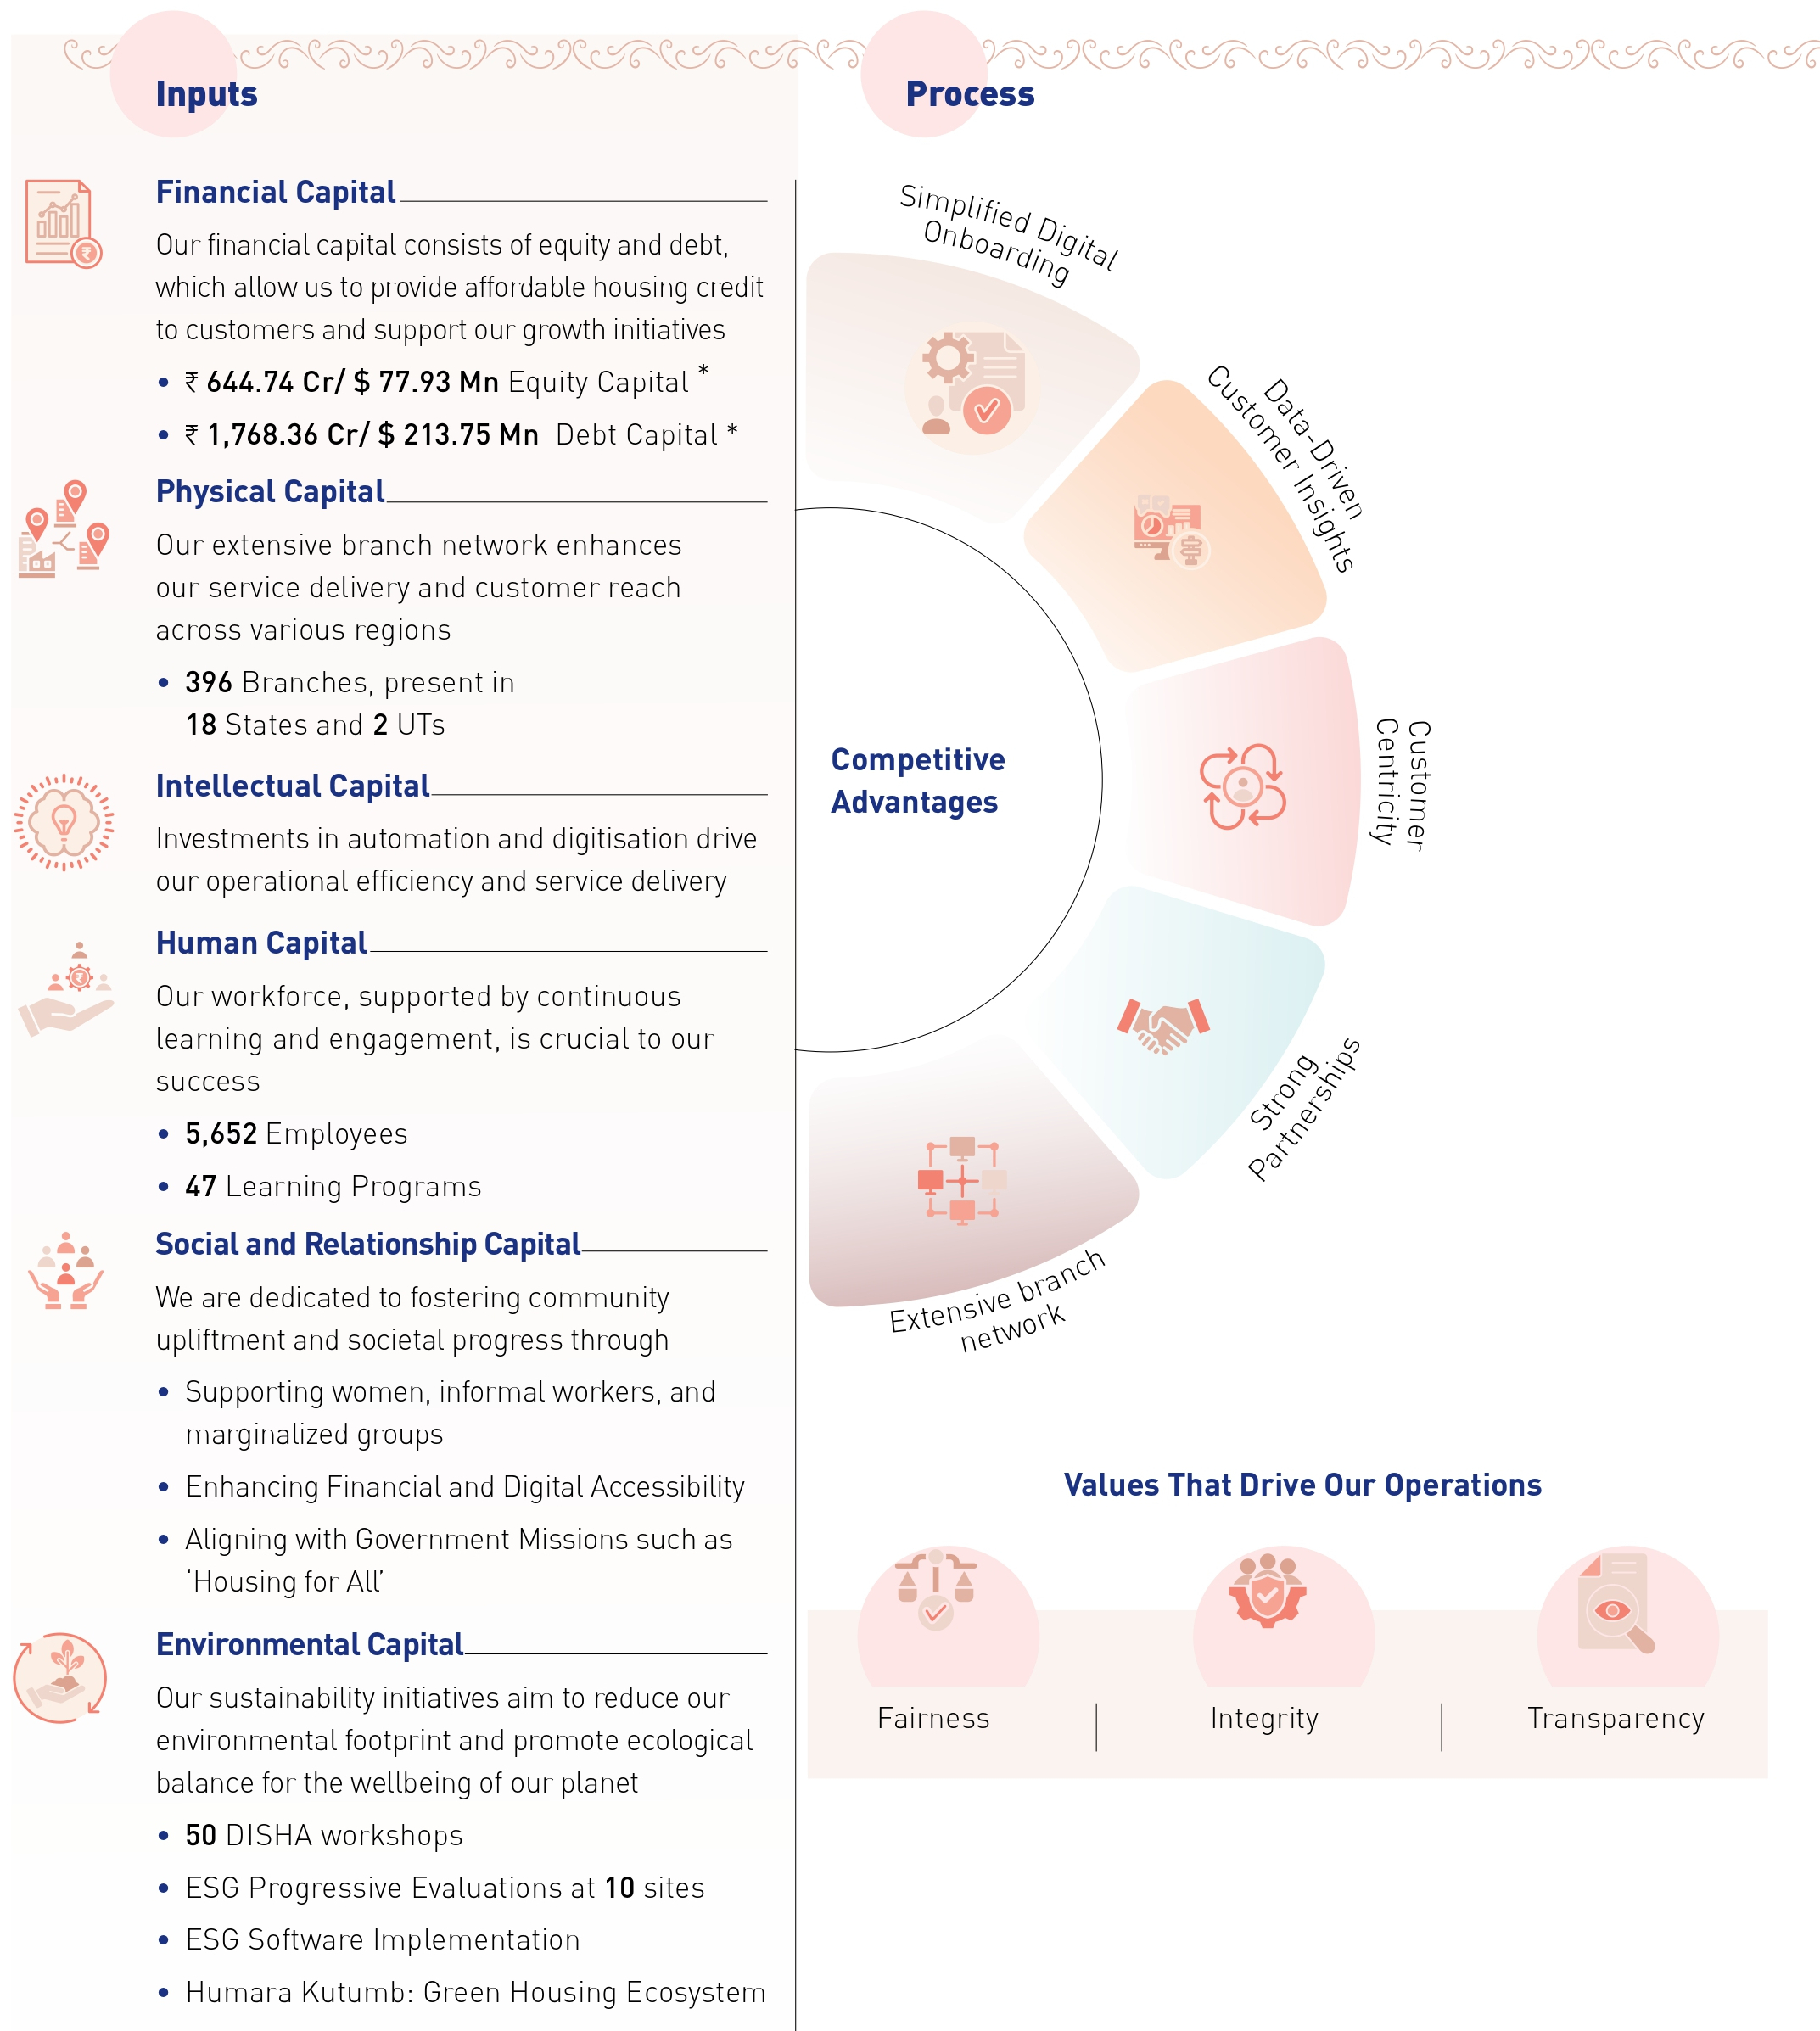 Inputs
Financial Capital
Our financial capital consists of equity and debt,
which allow us to provide affordable housing credit
to customers and support our growth initiatives
• ₹ 644.74 Cr/ $ 77.93 Mn Equity Capital *
• ₹ 1,768.36 Cr/ $ 213.75 Mn Debt Capital *
Physical Capital
Our extensive branch network enhances
our service delivery and customer reach
across various regions
• 396 Branches, present in
18 States and 2 UTs
Intellectual Capital
Investments in automation and digitisation drive
our operational efficiency and service delivery
Human Capital
Our workforce, supported by continuous
learning and engagement, is crucial to our
success
• 5,652 Employees
• 47 Learning Programs
Social and Relationship Capital
We are dedicated to fostering community
upliftment and societal progress through
• Supporting women, informal workers, and
marginalized groups
• Enhancing Financial and Digital Accessibility
• Aligning with Government Missions such as
‘Housing for All’
Environmental Capital
Our sustainability initiatives aim to reduce our
environmental footprint and promote ecological
balance for the wellbeing of our planet
• 50 DISHA workshops
• ESG Progressive Evaluations at 10 sites
• ESG Software Implementation
• Humara Kutumb: Green Housing Ecosystem
Process
Simplified Digital
Onboarding
Data-Driven
Customer Insights
Customer
Centricity
Strong
Partnerships
Extensive branch
network
Competitive
Advantages
Values That Drive Our Operations
Fairness
Integrity
Transparency